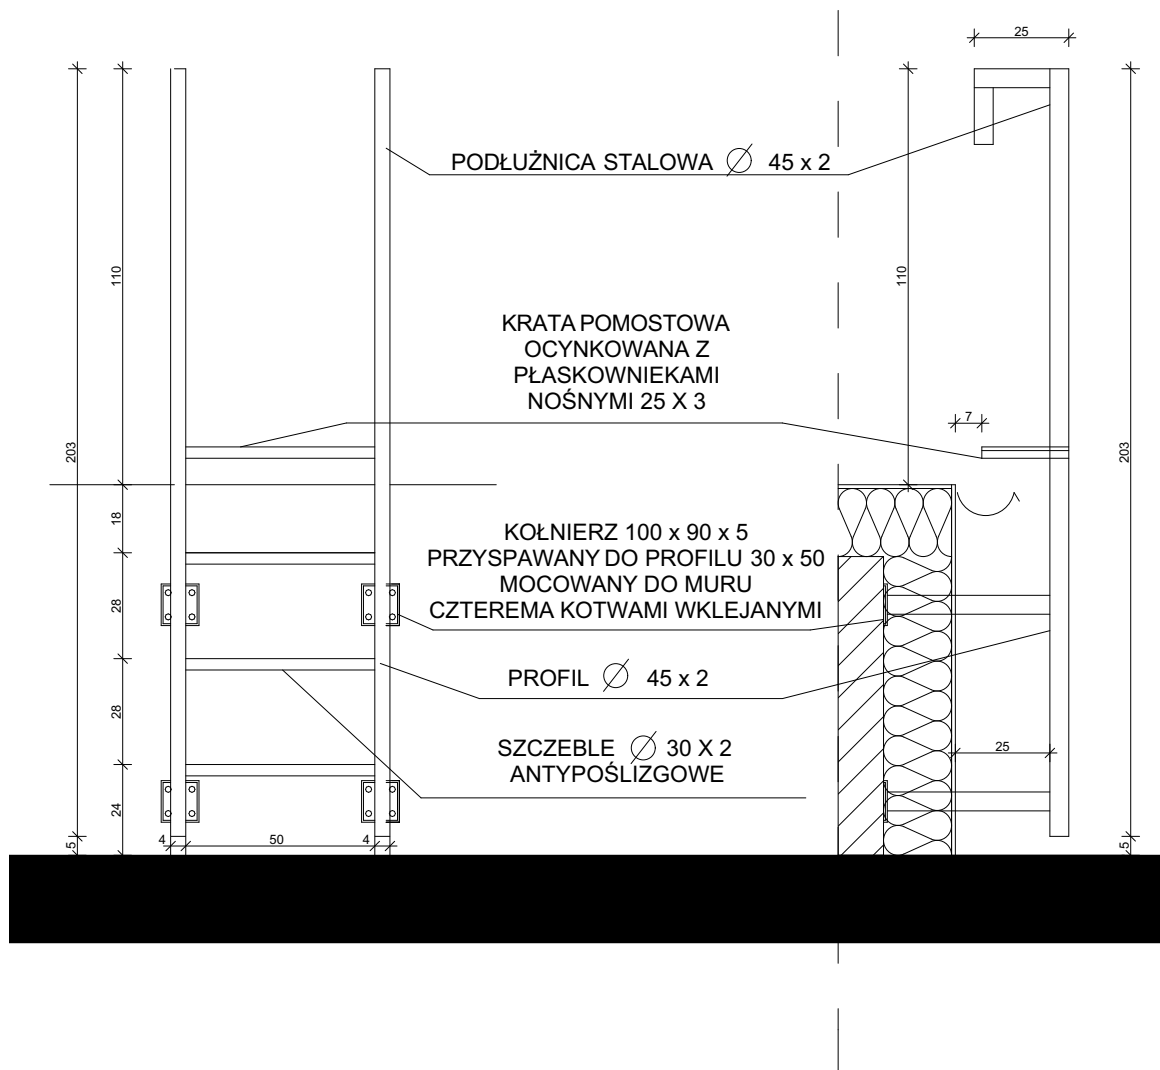 25
PODŁUŻNICA STALOWA ∅ 45 x 2
110
110
KRATA POMOSTOWA
OCYNKOWANA Z
PŁASKOWNIEKAMI
NOŚNYMI 25 X 3
7
203
203
18
KOŁNIERZ 100 x 90 x 5
PRZYSPAWANY DO PROFILU 30 x 50
MOCOWANY DO MURU
CZTEREMA KOTWAMI WKLEJANYMI
28
PROFIL ∅ 45 x 2
28
SZCZEBLE ∅ 30 X 2
ANTYPOŚLIZGOWE
25
24
4
50
4
5
5